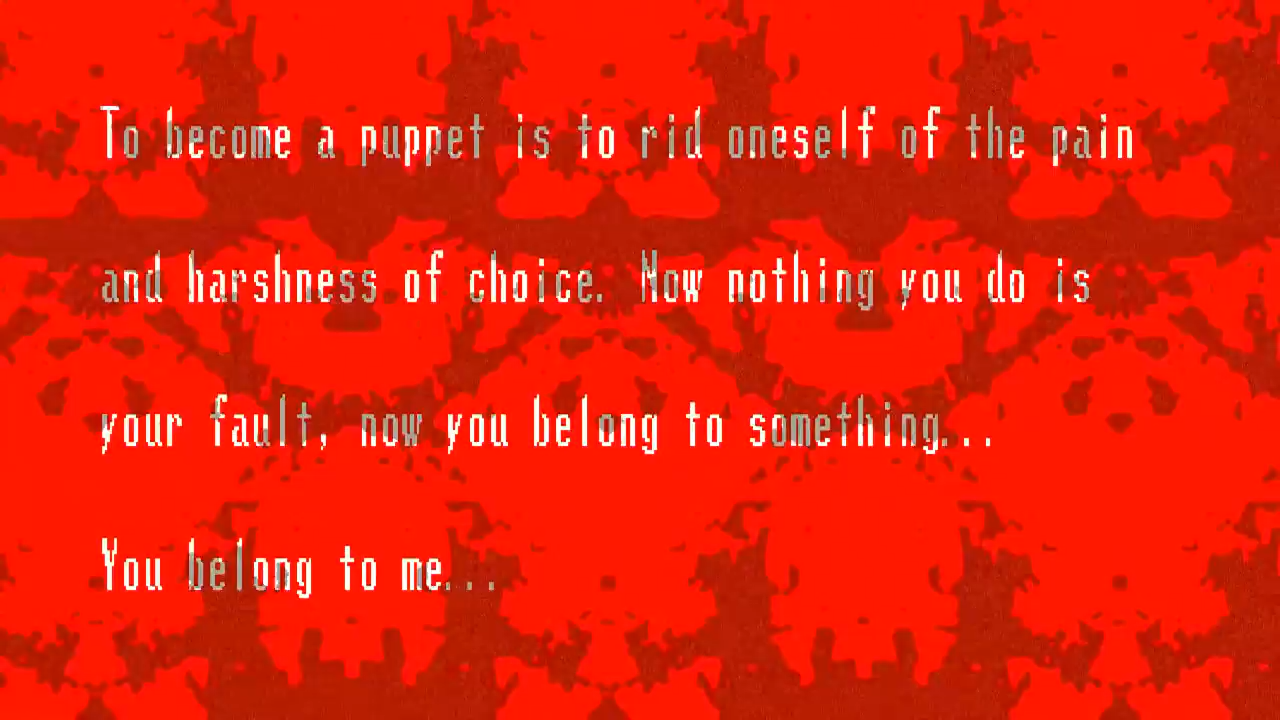 To become a puppet is to rid oneself of the pain
and harshness of choice. Now nothing you do is
your fault, now you belong to something...
You belong to me...